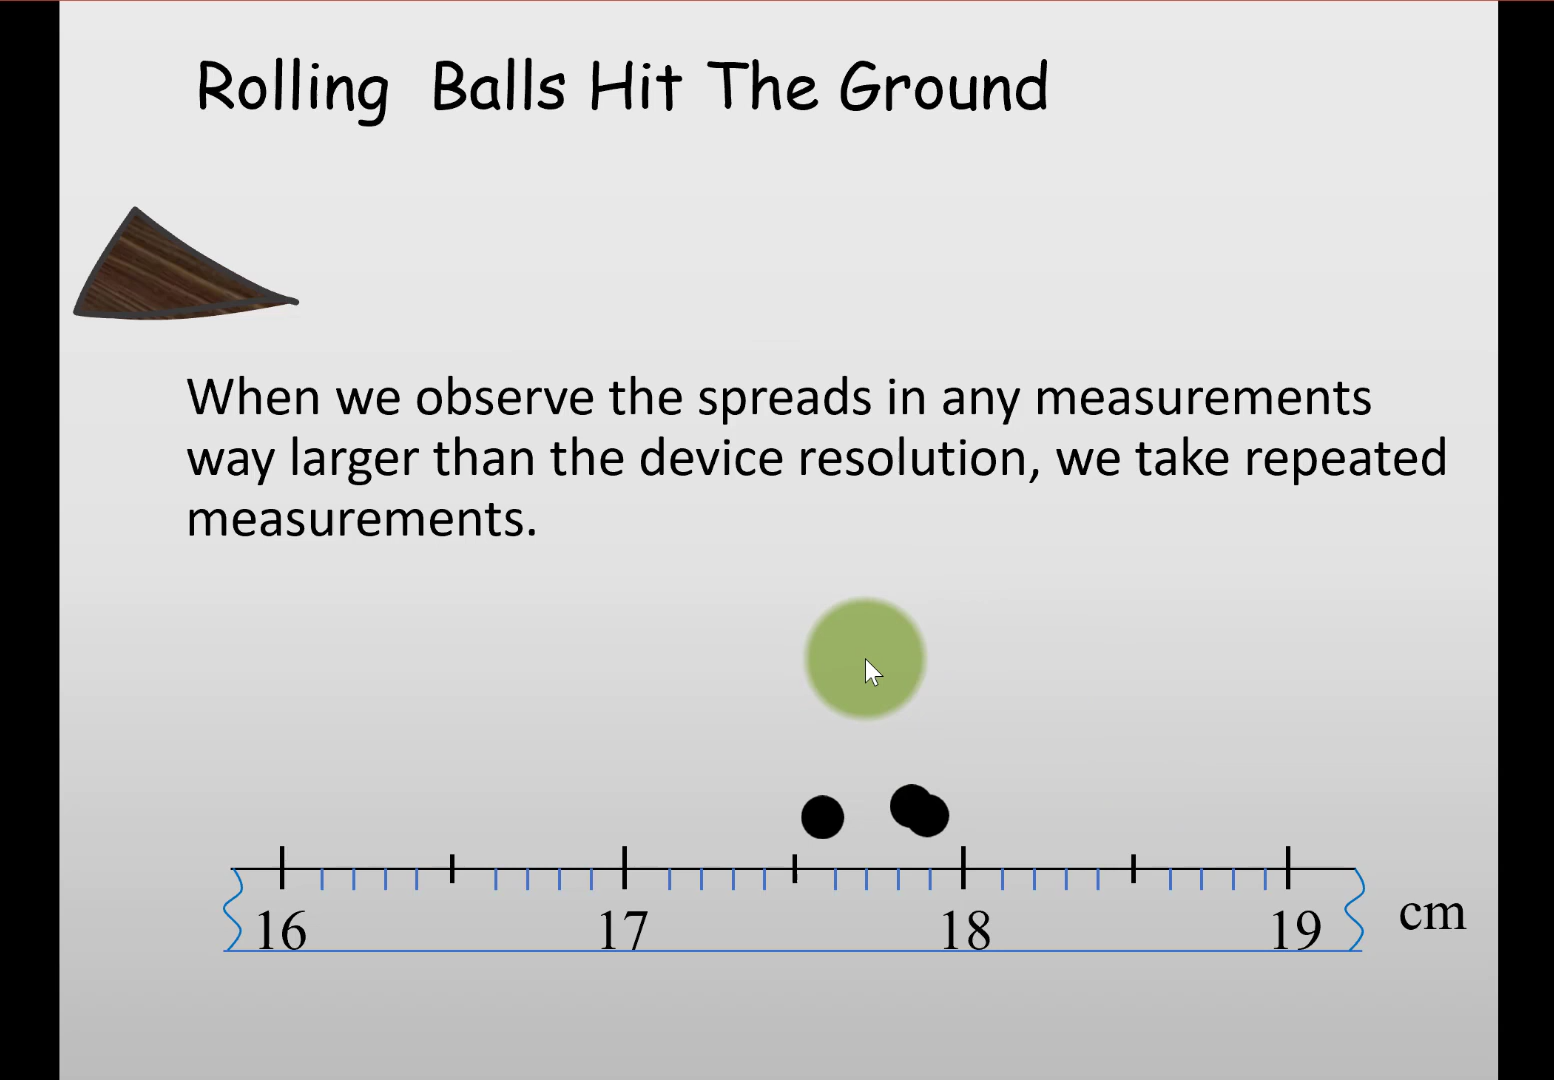 Rolling Balls Hit The Ground
When we observe the spreads in any measurements
way larger than the device resolution, we take repeated
measurements.
16 17 18 19 cm